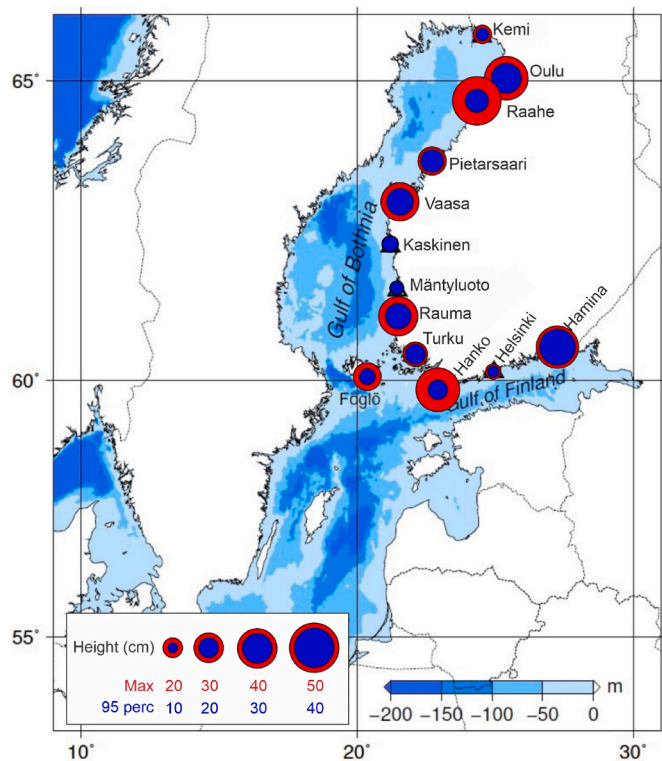 Kemi
65°
Oulu
Raahe
Pietarsaari
Vaasa
Gulf of Bothnia
Kaskinen
Mäntyluoto
Rauma
Turku
Hanko
Helsinki
Hamina
60°
Föglö
Gulf of Finland
55°
Height (cm)
Max 20 30 40 50
95 perc 10 20 30 40
m
−200 −150 −100 −50 0
10° 20° 30°